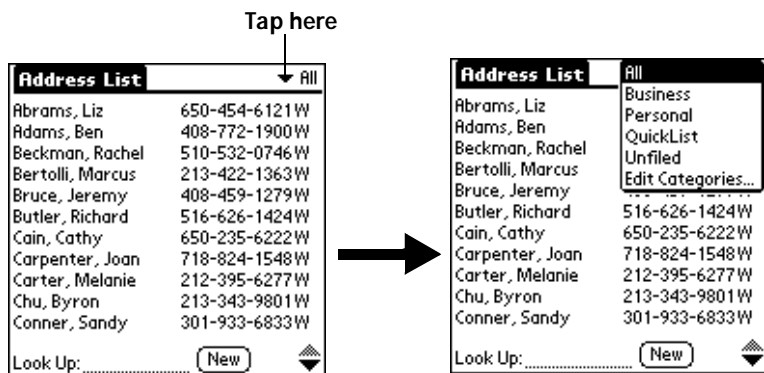 Tap here
Address List All
Abrams, Liz 650-454-6121W
Adams, Ben 408-772-1900W
Beckman, Rachel 510-532-0746W
Bertolli, Marcus 213-422-1363W
Bruce, Jeremy 408-459-1279W
Butler, Richard 516-626-1424W
Cain, Cathy 650-235-6222W
Carpenter, Joan 718-824-1548W
Carter, Melanie 212-395-6277W
Chu, Byron 213-343-9801W
Conner, Sandy 301-933-6833W
Look Up: New
Address List
All
Business
Personal
QuickList
Unfiled
Edit Categories...
Abrams, Liz
Adams, Ben
Beckman, Rachel
Bertolli, Marcus
Bruce, Jeremy
Butler, Richard 516-626-1424W
Cain, Cathy 650-235-6222W
Carpenter, Joan 718-824-1548W
Carter, Melanie 212-395-6277W
Chu, Byron 213-343-9801W
Conner, Sandy 301-933-6833W
Look Up: New